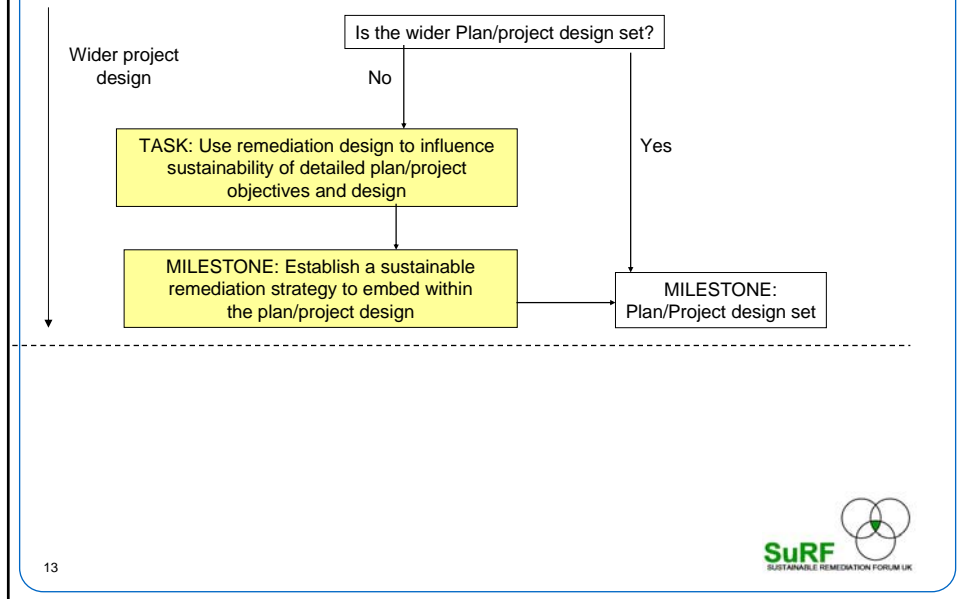 Is the wider Plan/project design set?
Wider project
design
No
Yes
TASK: Use remediation design to influence
sustainability of detailed plan/project
objectives and design
MILESTONE: Establish a sustainable
remediation strategy to embed within
the plan/project design
MILESTONE:
Plan/Project design set
13
SuRF
SUSTAINABLE REMEDIATION FORUM UK